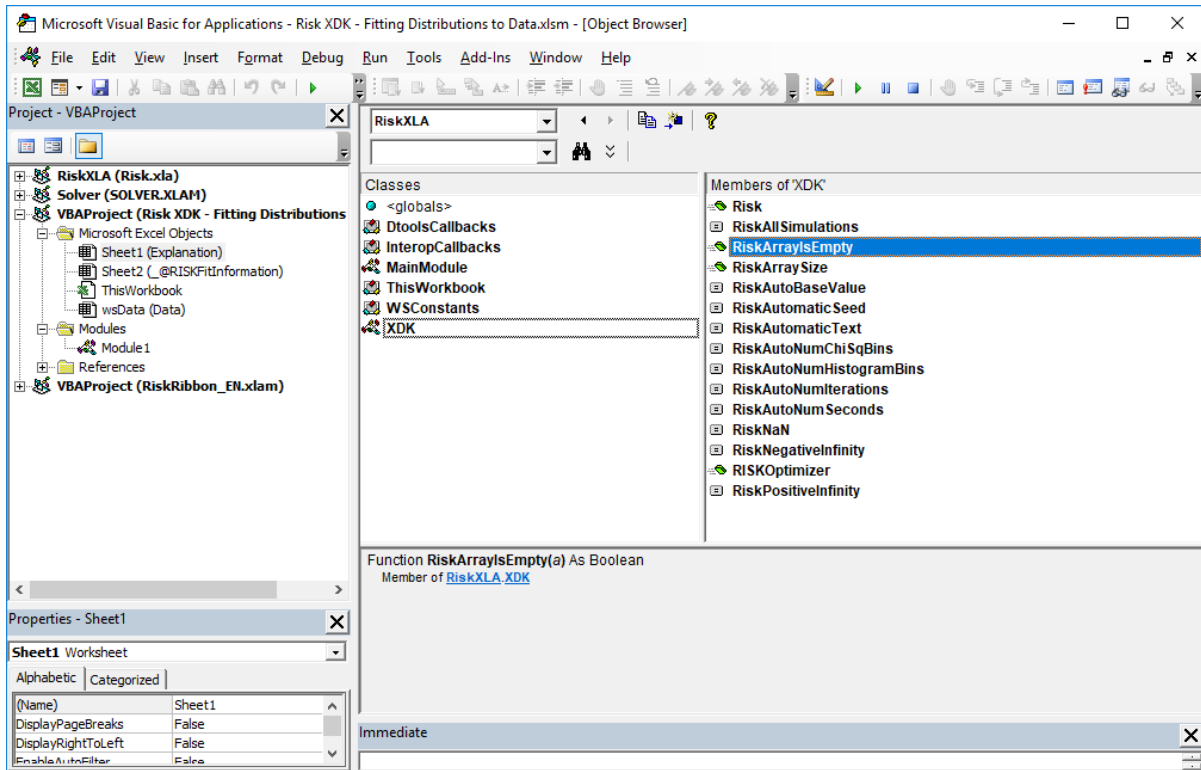 Microsoft Visual Basic for Applications - Risk XDK - Fitting Distributions to Data.xlsm - [Object Browser]
File Edit View Insert Format Debug Run Tools Add-Ins Window Help
Project - VBAProject
RiskXLA (Risk.xla)
Solver (SOLVER.XLAM)
VBAProject (Risk XDK - Fitting Distributions
Microsoft Excel Objects
Sheet1 (Explanation)
Sheet2 (_@RISKFitInformation)
ThisWorkbook
wsData (Data)
Modules
Module1
References
VBAProject (RiskRibbon_EN.xlam)
Properties - Sheet1
Sheet1 Worksheet
Alphabetic Categorized
(Name) Sheet1
DisplayPageBreaks False
DisplayRightToLeft False
EnableAutoFilter False
RiskXLA
Classes
<globals>
DtoolsCallbacks
InteropCallbacks
MainModule
ThisWorkbook
WSConstants
XDK
Members of 'XDK'
Risk
RiskAllSimulations
RiskArrayIsEmpty
RiskArraySize
RiskAutoBaseValue
RiskAutomaticSeed
RiskAutomaticText
RiskAutoNumChiSqBins
RiskAutoNumHistogramBins
RiskAutoNumIterations
RiskAutoNumSeconds
RiskNaN
RiskNegativeInfinity
RISKOptimizer
RiskPositiveInfinity
Function RiskArrayIsEmpty(a) As Boolean
Member of RiskXLA.XDK
Immediate